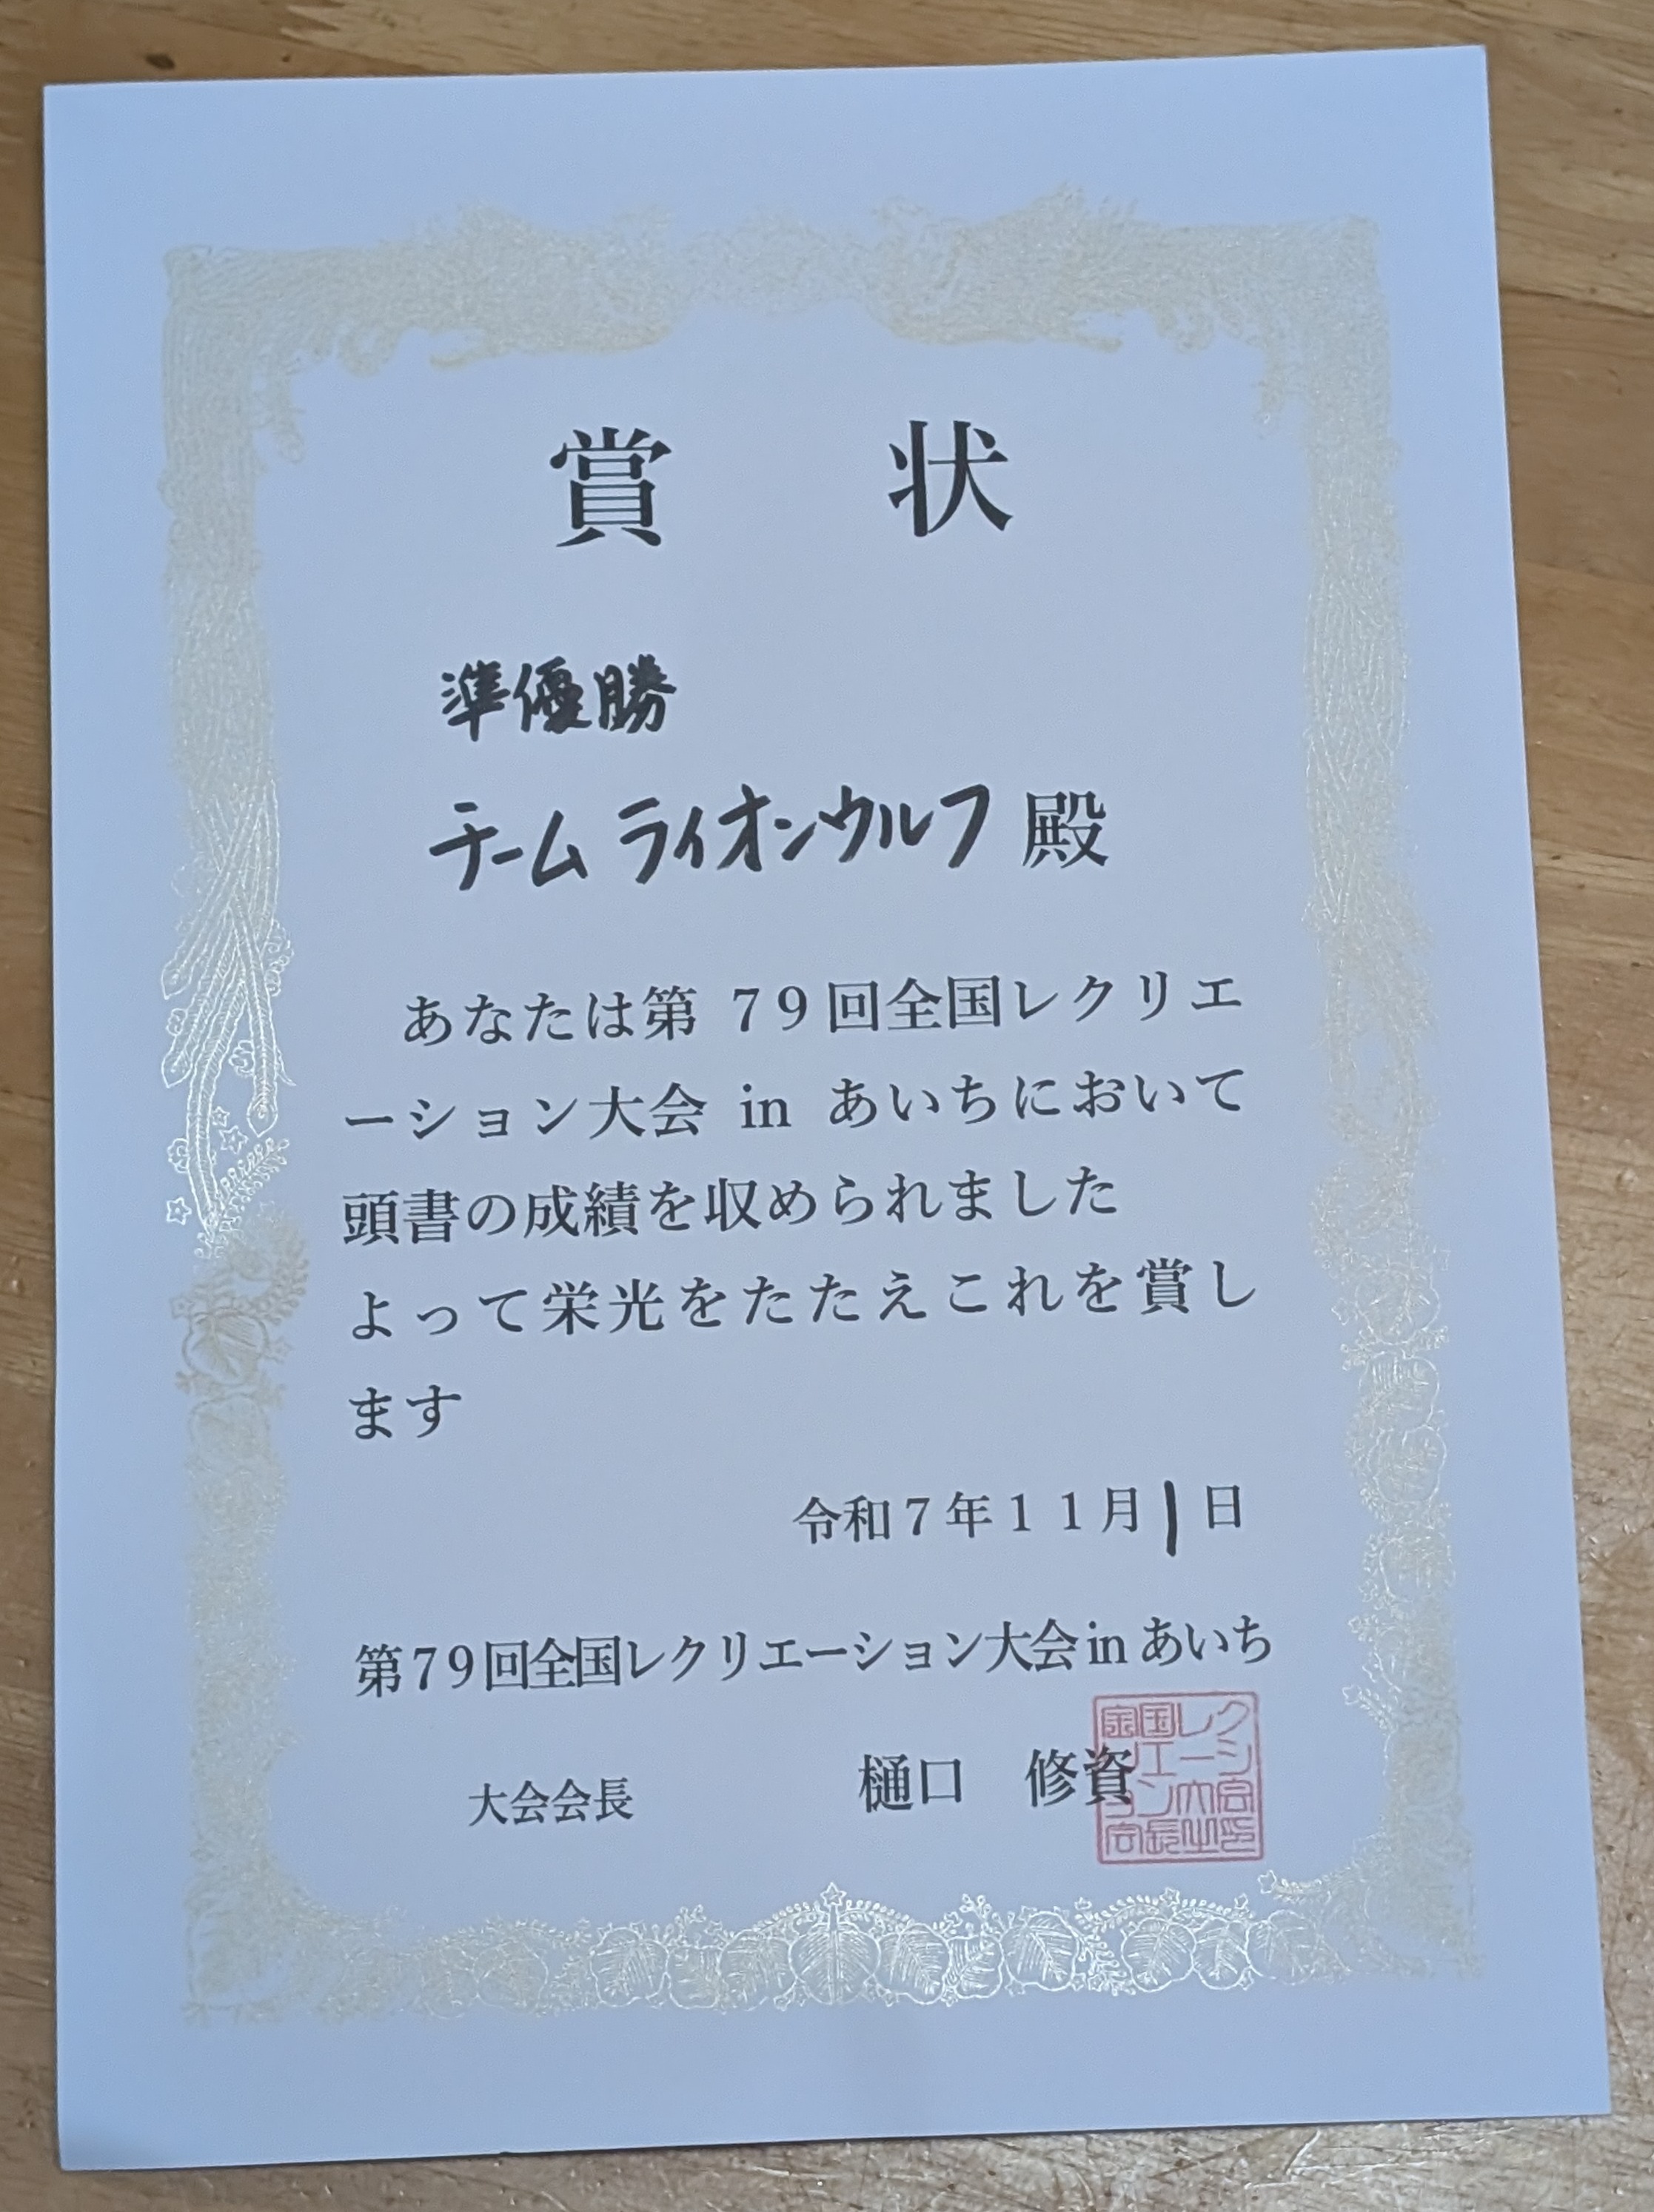 賞　状
準優勝
チーム ライオンウルフ 殿
あなたは第 79回全国レクリエ
ーション大会 in あいちにおいて
頭書の成績を収められました
よって栄光をたたえこれを賞し
ます
令和7年11月1日
第79回全国レクリエーション大会inあいち
大会会長　樋口　修資